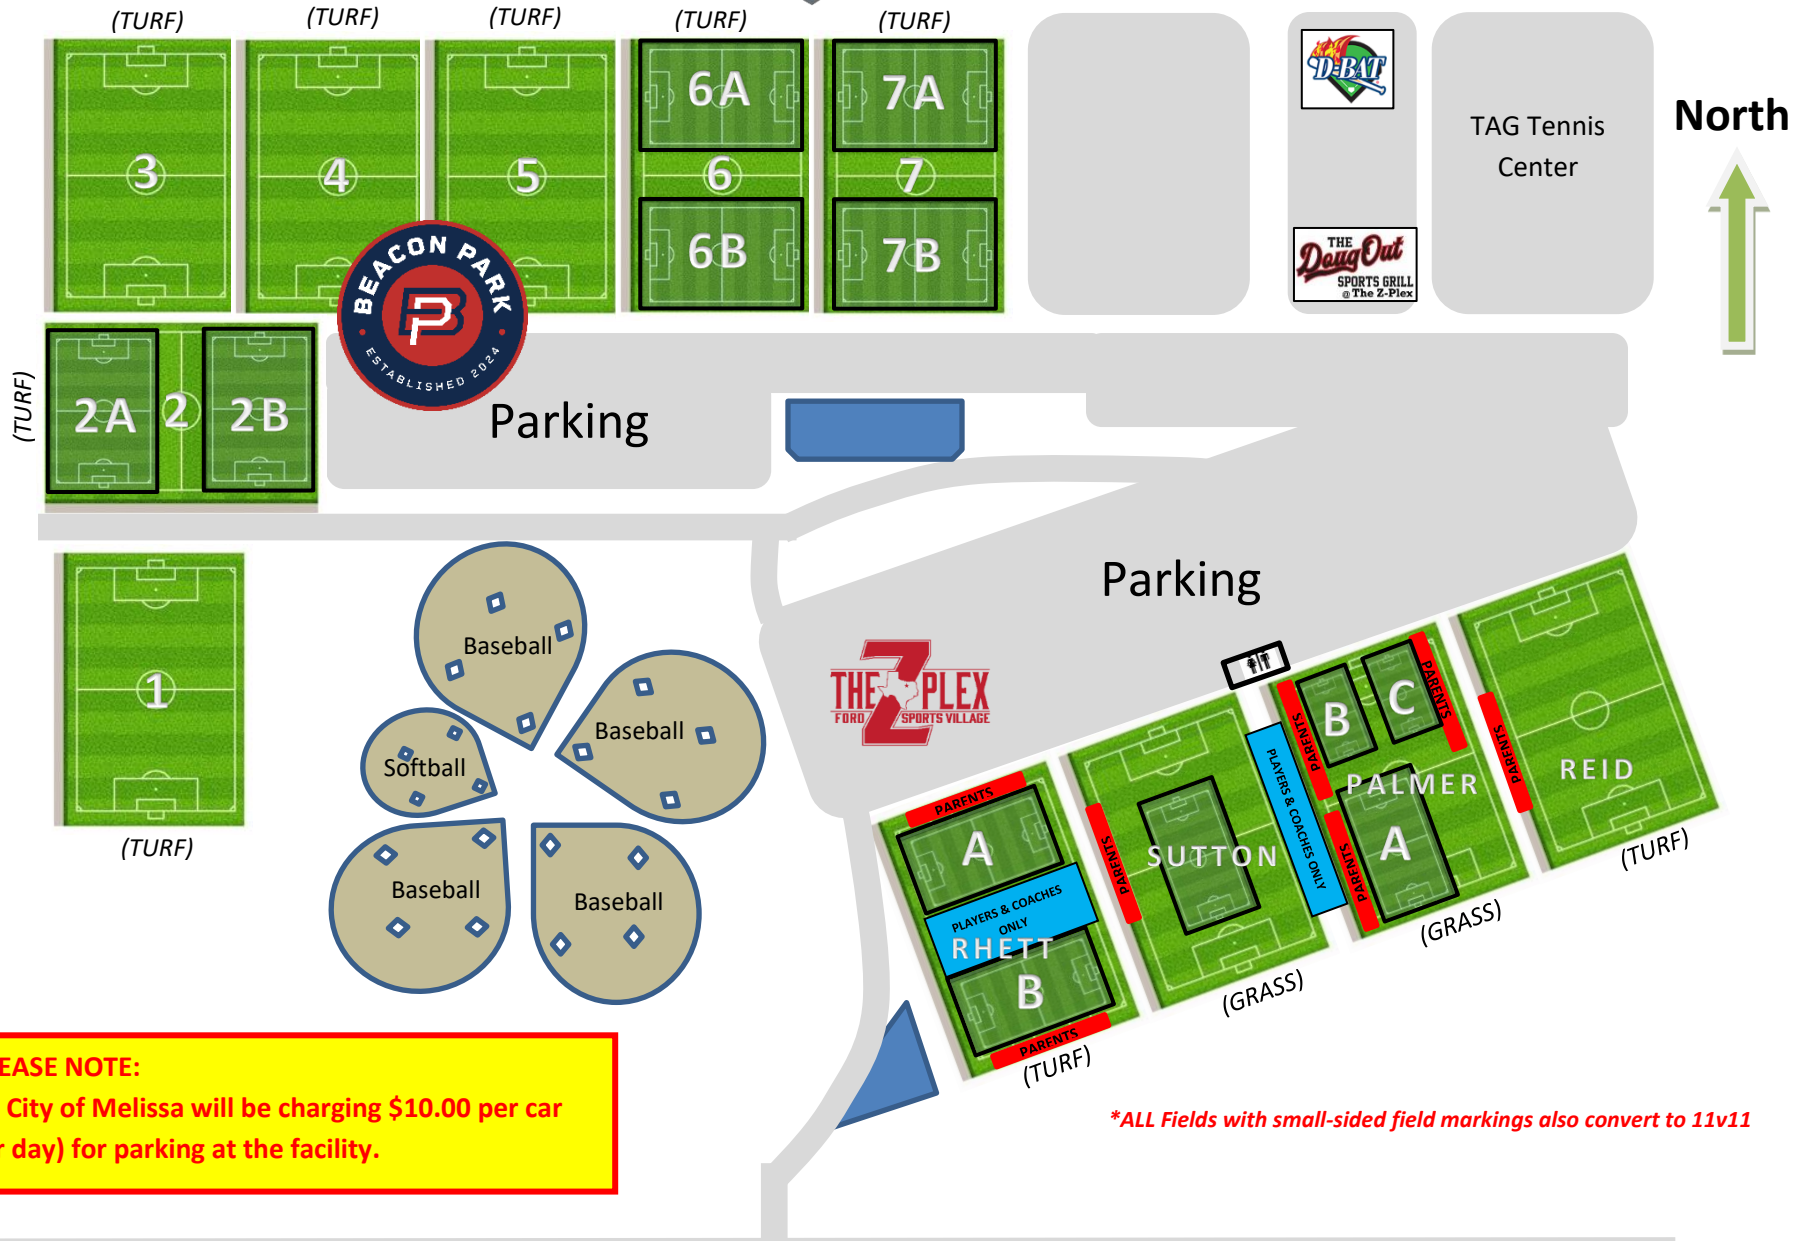 (TURF)
(TURF)
(TURF)
(TURF)
(TURF)
3
4
5
6A
6
6B
7A
7
7B
D-BAT
THE
DougOut
SPORTS GRILL
@ The Z-Plex
TAG Tennis
Center
North
BEACON PARK
BP
ESTABLISHED 2024
(TURF)
2A
2
2B
Parking
Parking
1
(TURF)
Baseball
Baseball
Softball
Baseball
Baseball
THE Z PLEX
FORD SPORTS VILLAGE
PARENTS
A
PLAYERS & COACHES
ONLY
RHETT
B
PARENTS
(TURF)
PARENTS
SUTTON
(GRASS)
PLAYERS & COACHES ONLY
PARENTS
B
C
PARENTS
PALMER
PARENTS
A
(GRASS)
PARENTS
REID
(TURF)
EASE NOTE:
City of Melissa will be charging $10.00 per car
r day) for parking at the facility.
*ALL Fields with small-sided field markings also convert to 11v11